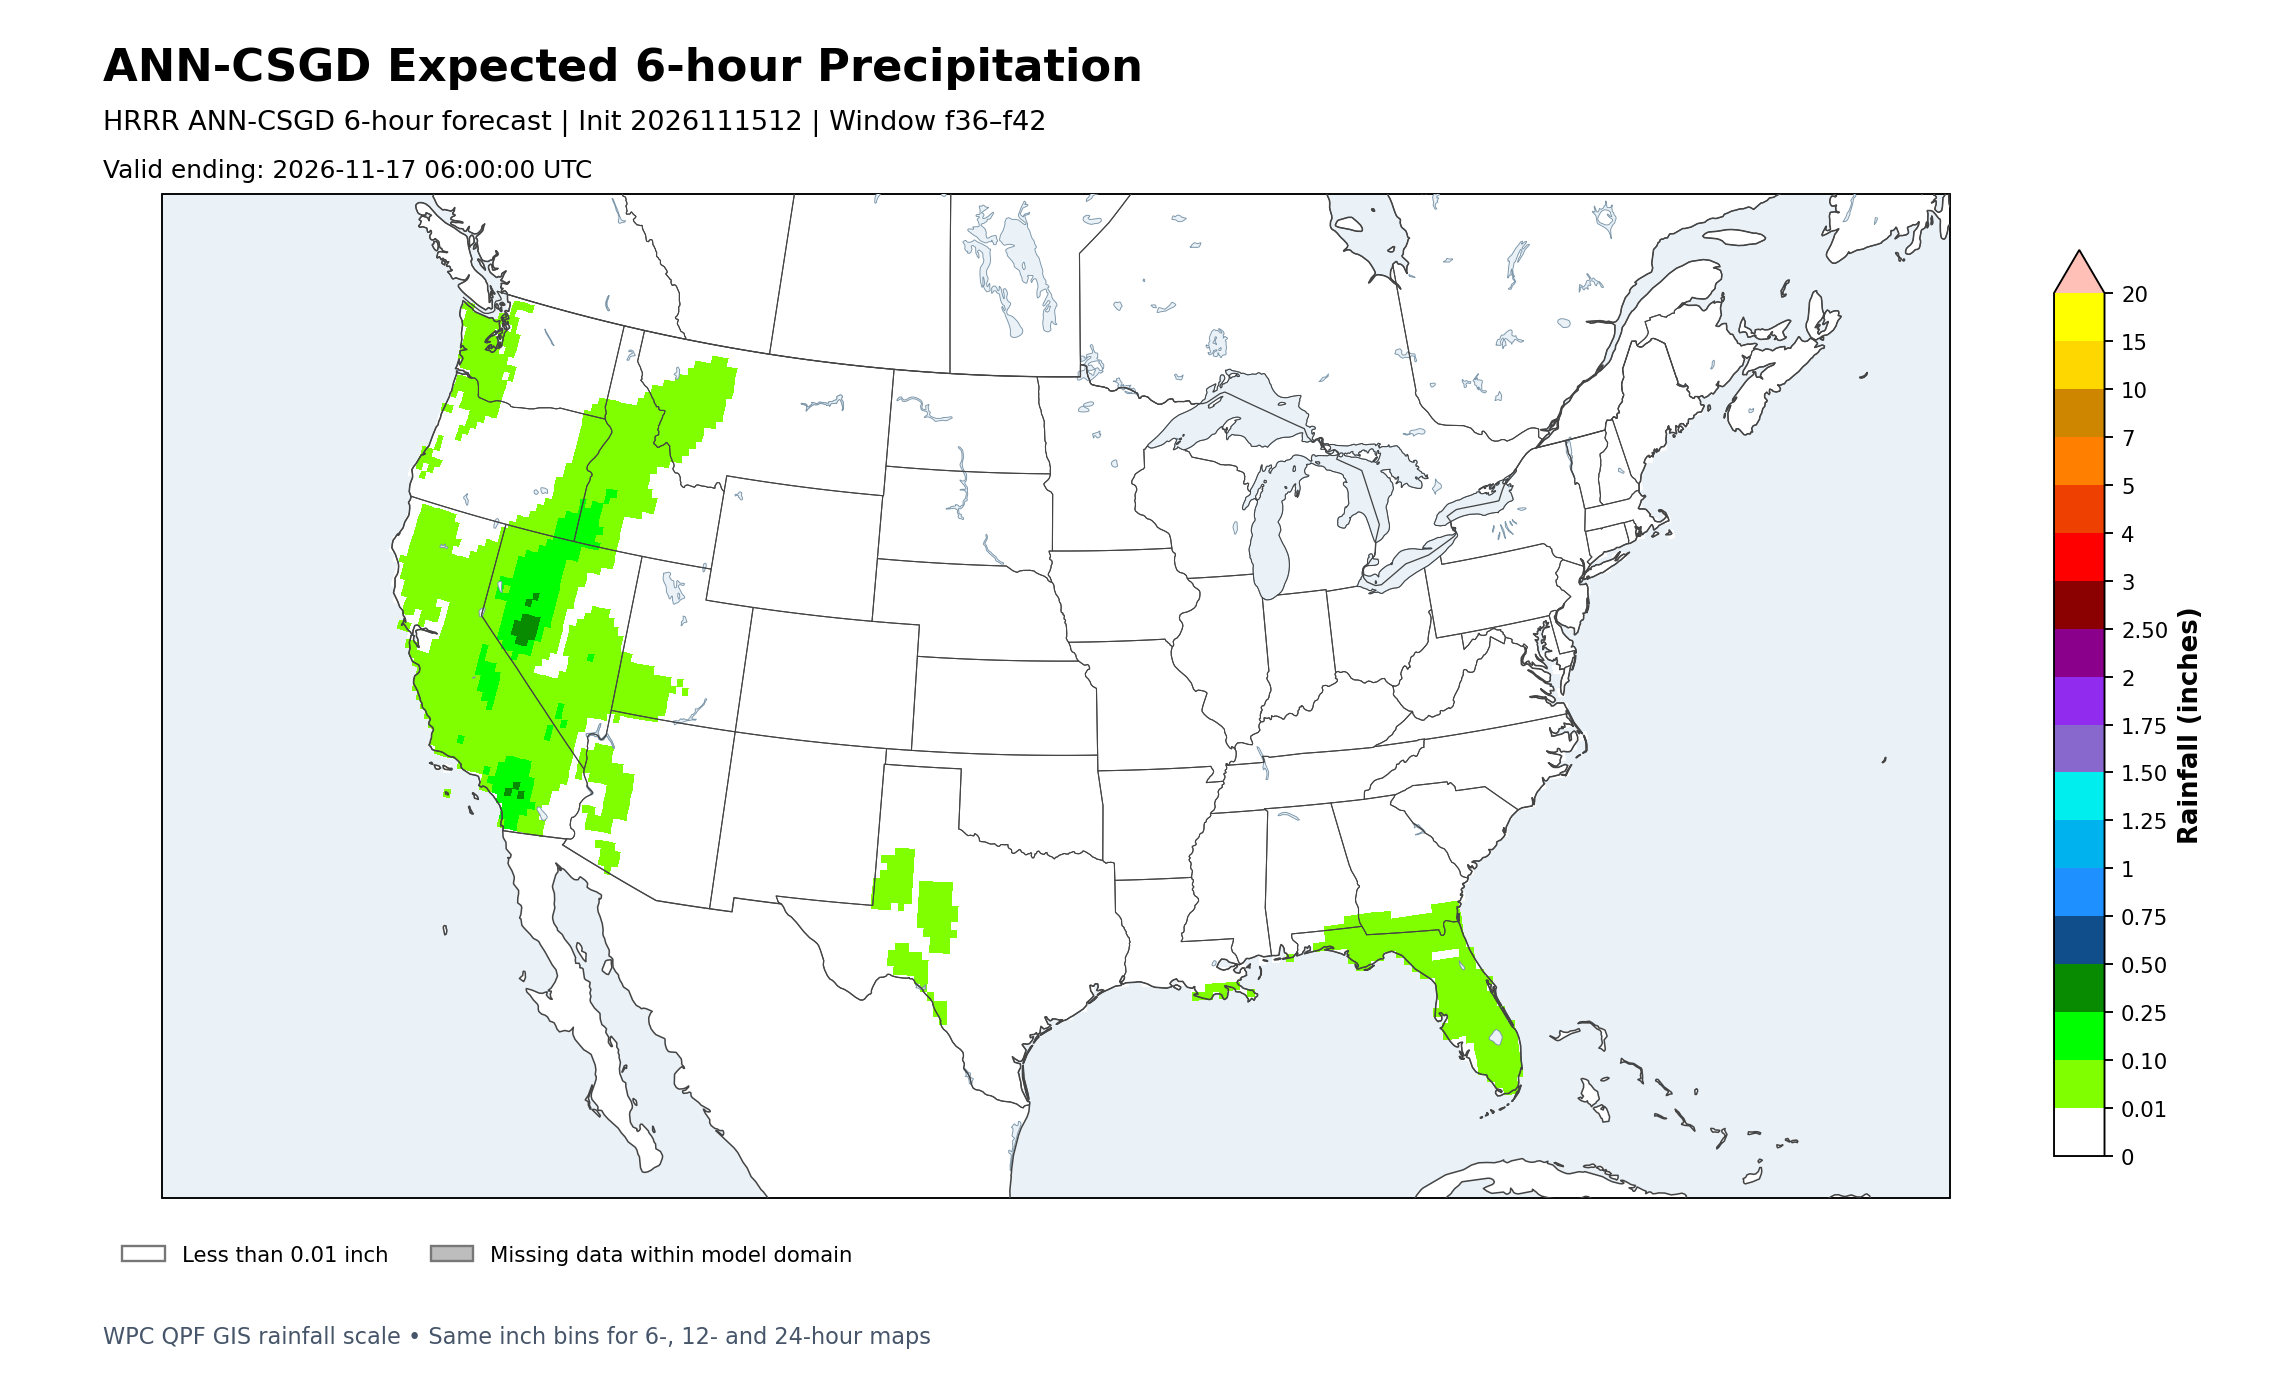 ANN-CSGD Expected 6-hour Precipitation
HRRR ANN-CSGD 6-hour forecast | Init 2026111512 | Window f36–f42
Valid ending: 2026-11-17 06:00:00 UTC
20
15
10
7
5
4
3
2.50
2
1.75
1.50
1.25
1
0.75
0.50
0.25
0.10
0.01
0
Rainfall (inches)
Less than 0.01 inch
Missing data within model domain
WPC QPF GIS rainfall scale • Same inch bins for 6-, 12- and 24-hour maps